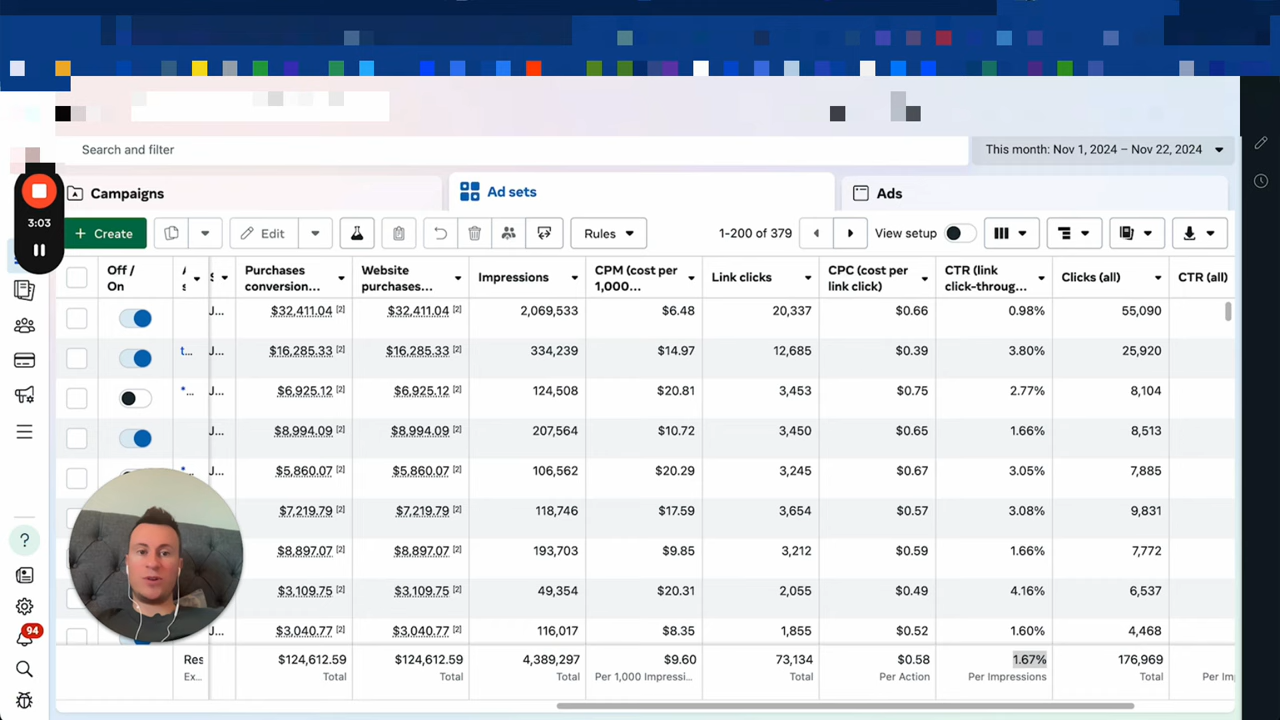 Search and filter
This month: Nov 1, 2024 – Nov 22, 2024
3:03
Campaigns
Ad sets
Ads
+ Create
Edit
Rules
1-200 of 379
View setup
Off / On
Purchases conversion...
Website purchases...
Impressions
CPM (cost per 1,000...
Link clicks
CPC (cost per link click)
CTR (link click-throug...
Clicks (all)
CTR (all)
J... $32,411.04 [2] $32,411.04 [2] 2,069,533 $6.48 20,337 $0.66 0.98% 55,090
t... J... $16,285.33 [2] $16,285.33 [2] 334,239 $14.97 12,685 $0.39 3.80% 25,920
*... J... $6,925.12 [2] $6,925.12 [2] 124,508 $20.81 3,453 $0.75 2.77% 8,104
J... $8,994.09 [2] $8,994.09 [2] 207,564 $10.72 3,450 $0.65 1.66% 8,513
*... J... $5,860.07 [2] $5,860.07 [2] 106,562 $20.29 3,245 $0.67 3.05% 7,885
J... $7,219.79 [2] $7,219.79 [2] 118,746 $17.59 3,654 $0.57 3.08% 9,831
J... $8,897.07 [2] $8,897.07 [2] 193,703 $9.85 3,212 $0.59 1.66% 7,772
J... $3,109.75 [2] $3,109.75 [2] 49,354 $20.31 2,055 $0.49 4.16% 6,537
J... $3,040.77 [2] $3,040.77 [2] 116,017 $8.35 1,855 $0.52 1.60% 4,468
Res $124,612.59 $124,612.59 4,389,297 $9.60 73,134 $0.58 1.67% 176,969
Ex... Total Total Total Per 1,000 Impressi... Total Per Action Per Impressions Total Per Im
94